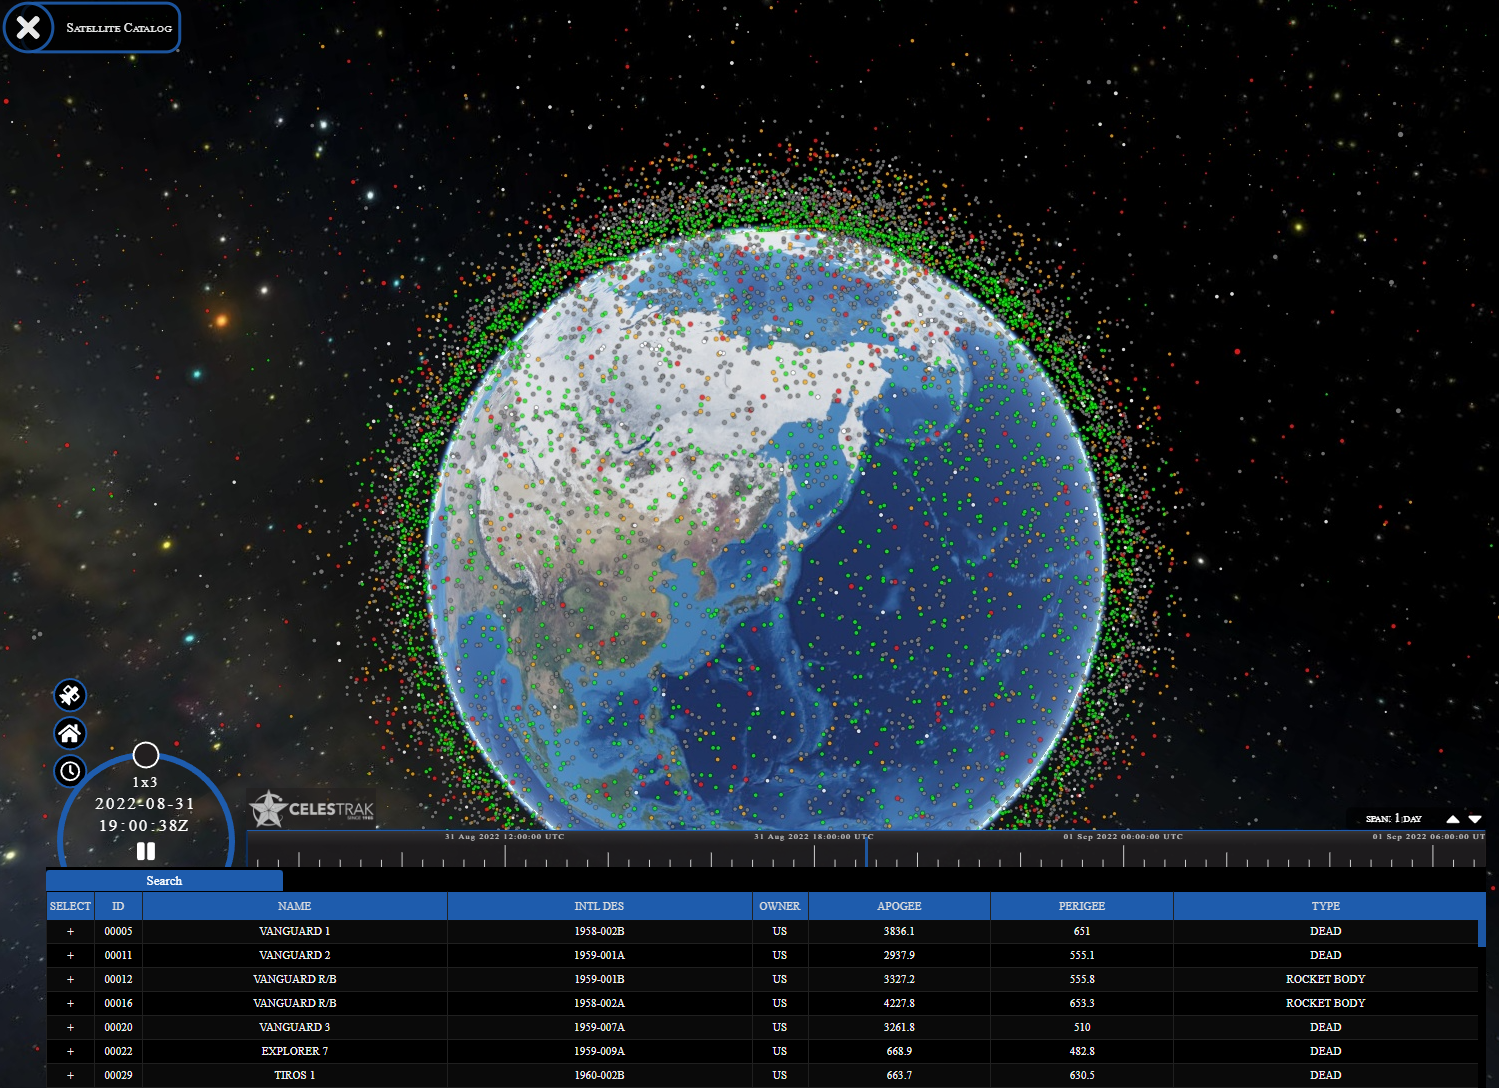 Satellite Catalog
1x3
2022-08-31
19:00:38Z
CELESTRAK
SINCE 1985
SPAN: 1 DAY
31 Aug 2022 12:00:00 UTC 31 Aug 2022 18:00:00 UTC 01 Sep 2022 00:00:00 UTC 01 Sep 2022 06:00:00 UT
Search
SELECT ID NAME INTL DES OWNER APOGEE PERIGEE TYPE
+ 00005 VANGUARD 1 1958-002B US 3836.1 651 DEAD
+ 00011 VANGUARD 2 1959-001A US 2937.9 555.1 DEAD
+ 00012 VANGUARD R/B 1959-001B US 3327.2 555.8 ROCKET BODY
+ 00016 VANGUARD R/B 1958-002A US 4227.8 653.3 ROCKET BODY
+ 00020 VANGUARD 3 1959-007A US 3261.8 510 DEAD
+ 00022 EXPLORER 7 1959-009A US 668.9 482.8 DEAD
+ 00029 TIROS 1 1960-002B US 663.7 630.5 DEAD